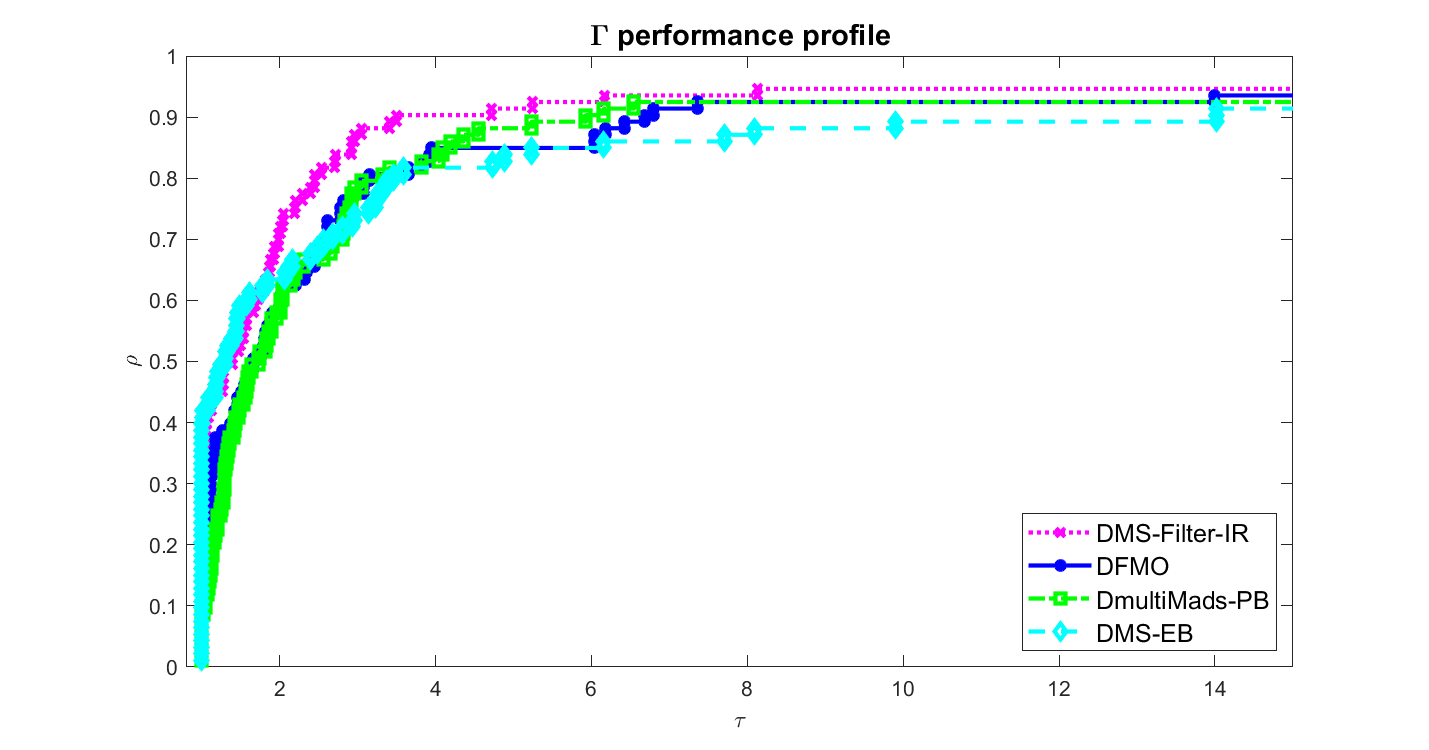 Γ performance profile
1
0.9
0.8
0.7
0.6
0.5
0.4
0.3
0.2
0.1
0
ρ
2 4 6 8 10 12 14
τ
DMS-Filter-IR
DFMO
DmultiMads-PB
DMS-EB